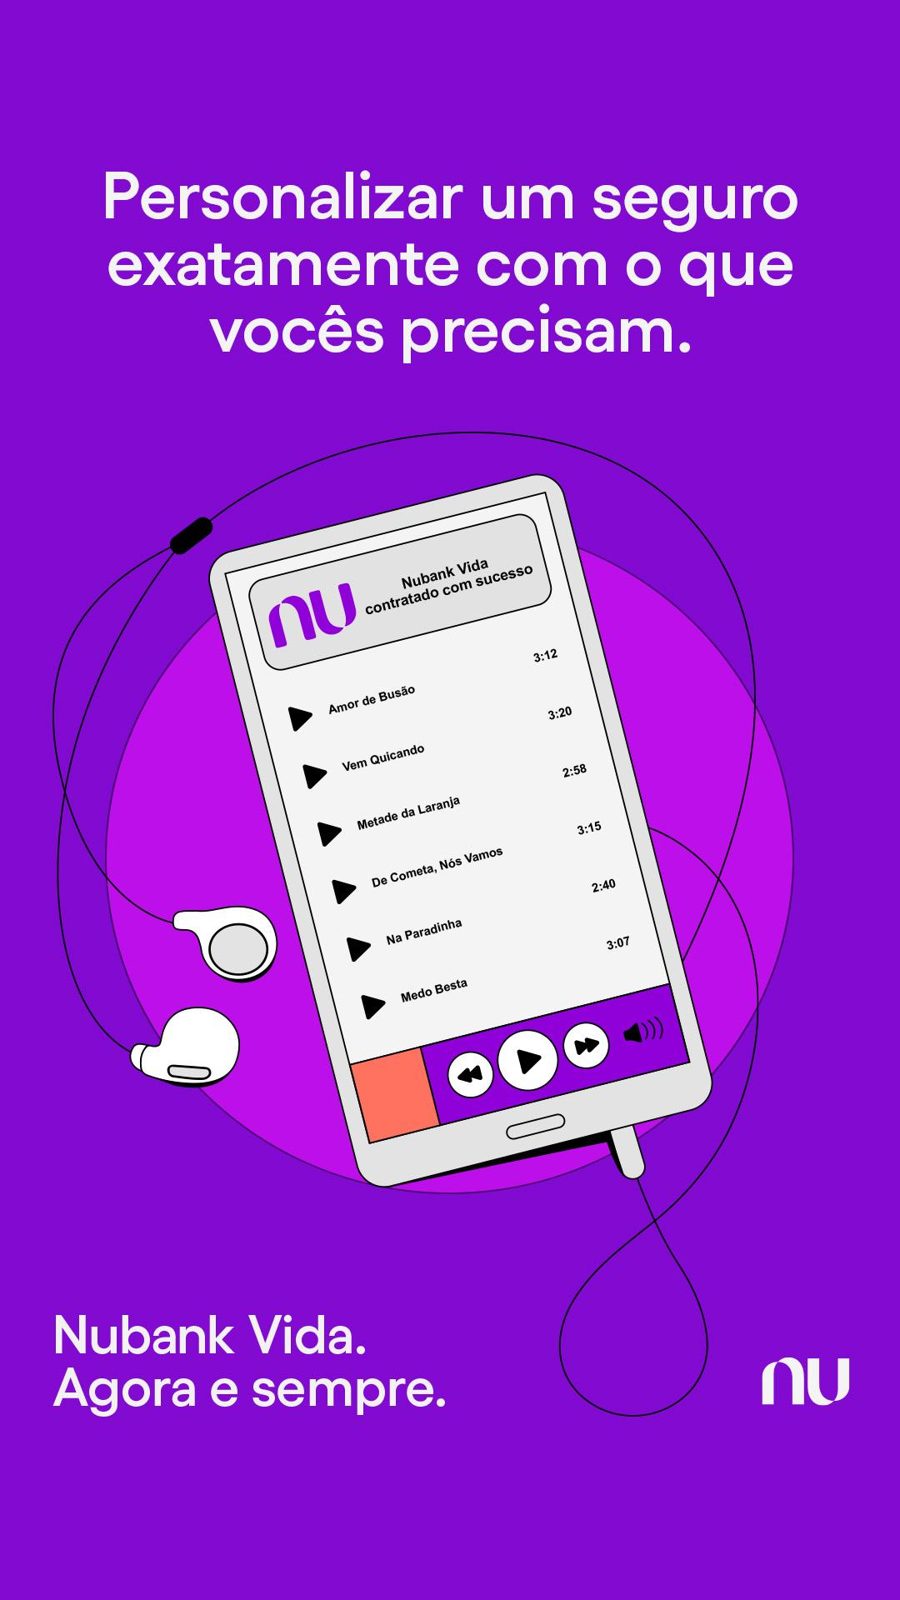 Personalizar um seguro
exatamente com o que
vocês precisam.
nu
Nubank Vida
contratado com sucesso
Amor de Busão 3:12
Vem Quicando 3:20
Metade da Laranja 2:58
De Cometa, Nós Vamos 3:15
Na Paradinha 2:40
Medo Besta 3:07
Nubank Vida.
Agora e sempre.
nu